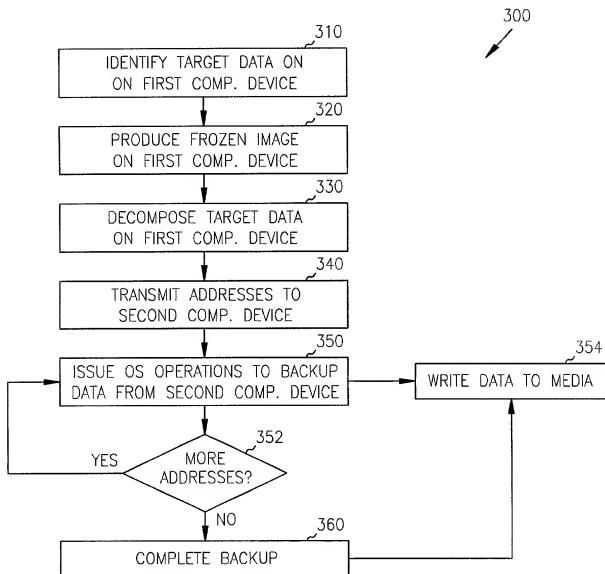 300
310
IDENTIFY TARGET DATA ON
ON FIRST COMP. DEVICE
320
PRODUCE FROZEN IMAGE
ON FIRST COMP. DEVICE
330
DECOMPOSE TARGET DATA
ON FIRST COMP. DEVICE
340
TRANSMIT ADDRESSES TO
SECOND COMP. DEVICE
350
ISSUE OS OPERATIONS TO BACKUP
DATA FROM SECOND COMP. DEVICE
354
WRITE DATA TO MEDIA
352
YES
MORE
ADDRESSES?
NO
360
COMPLETE BACKUP